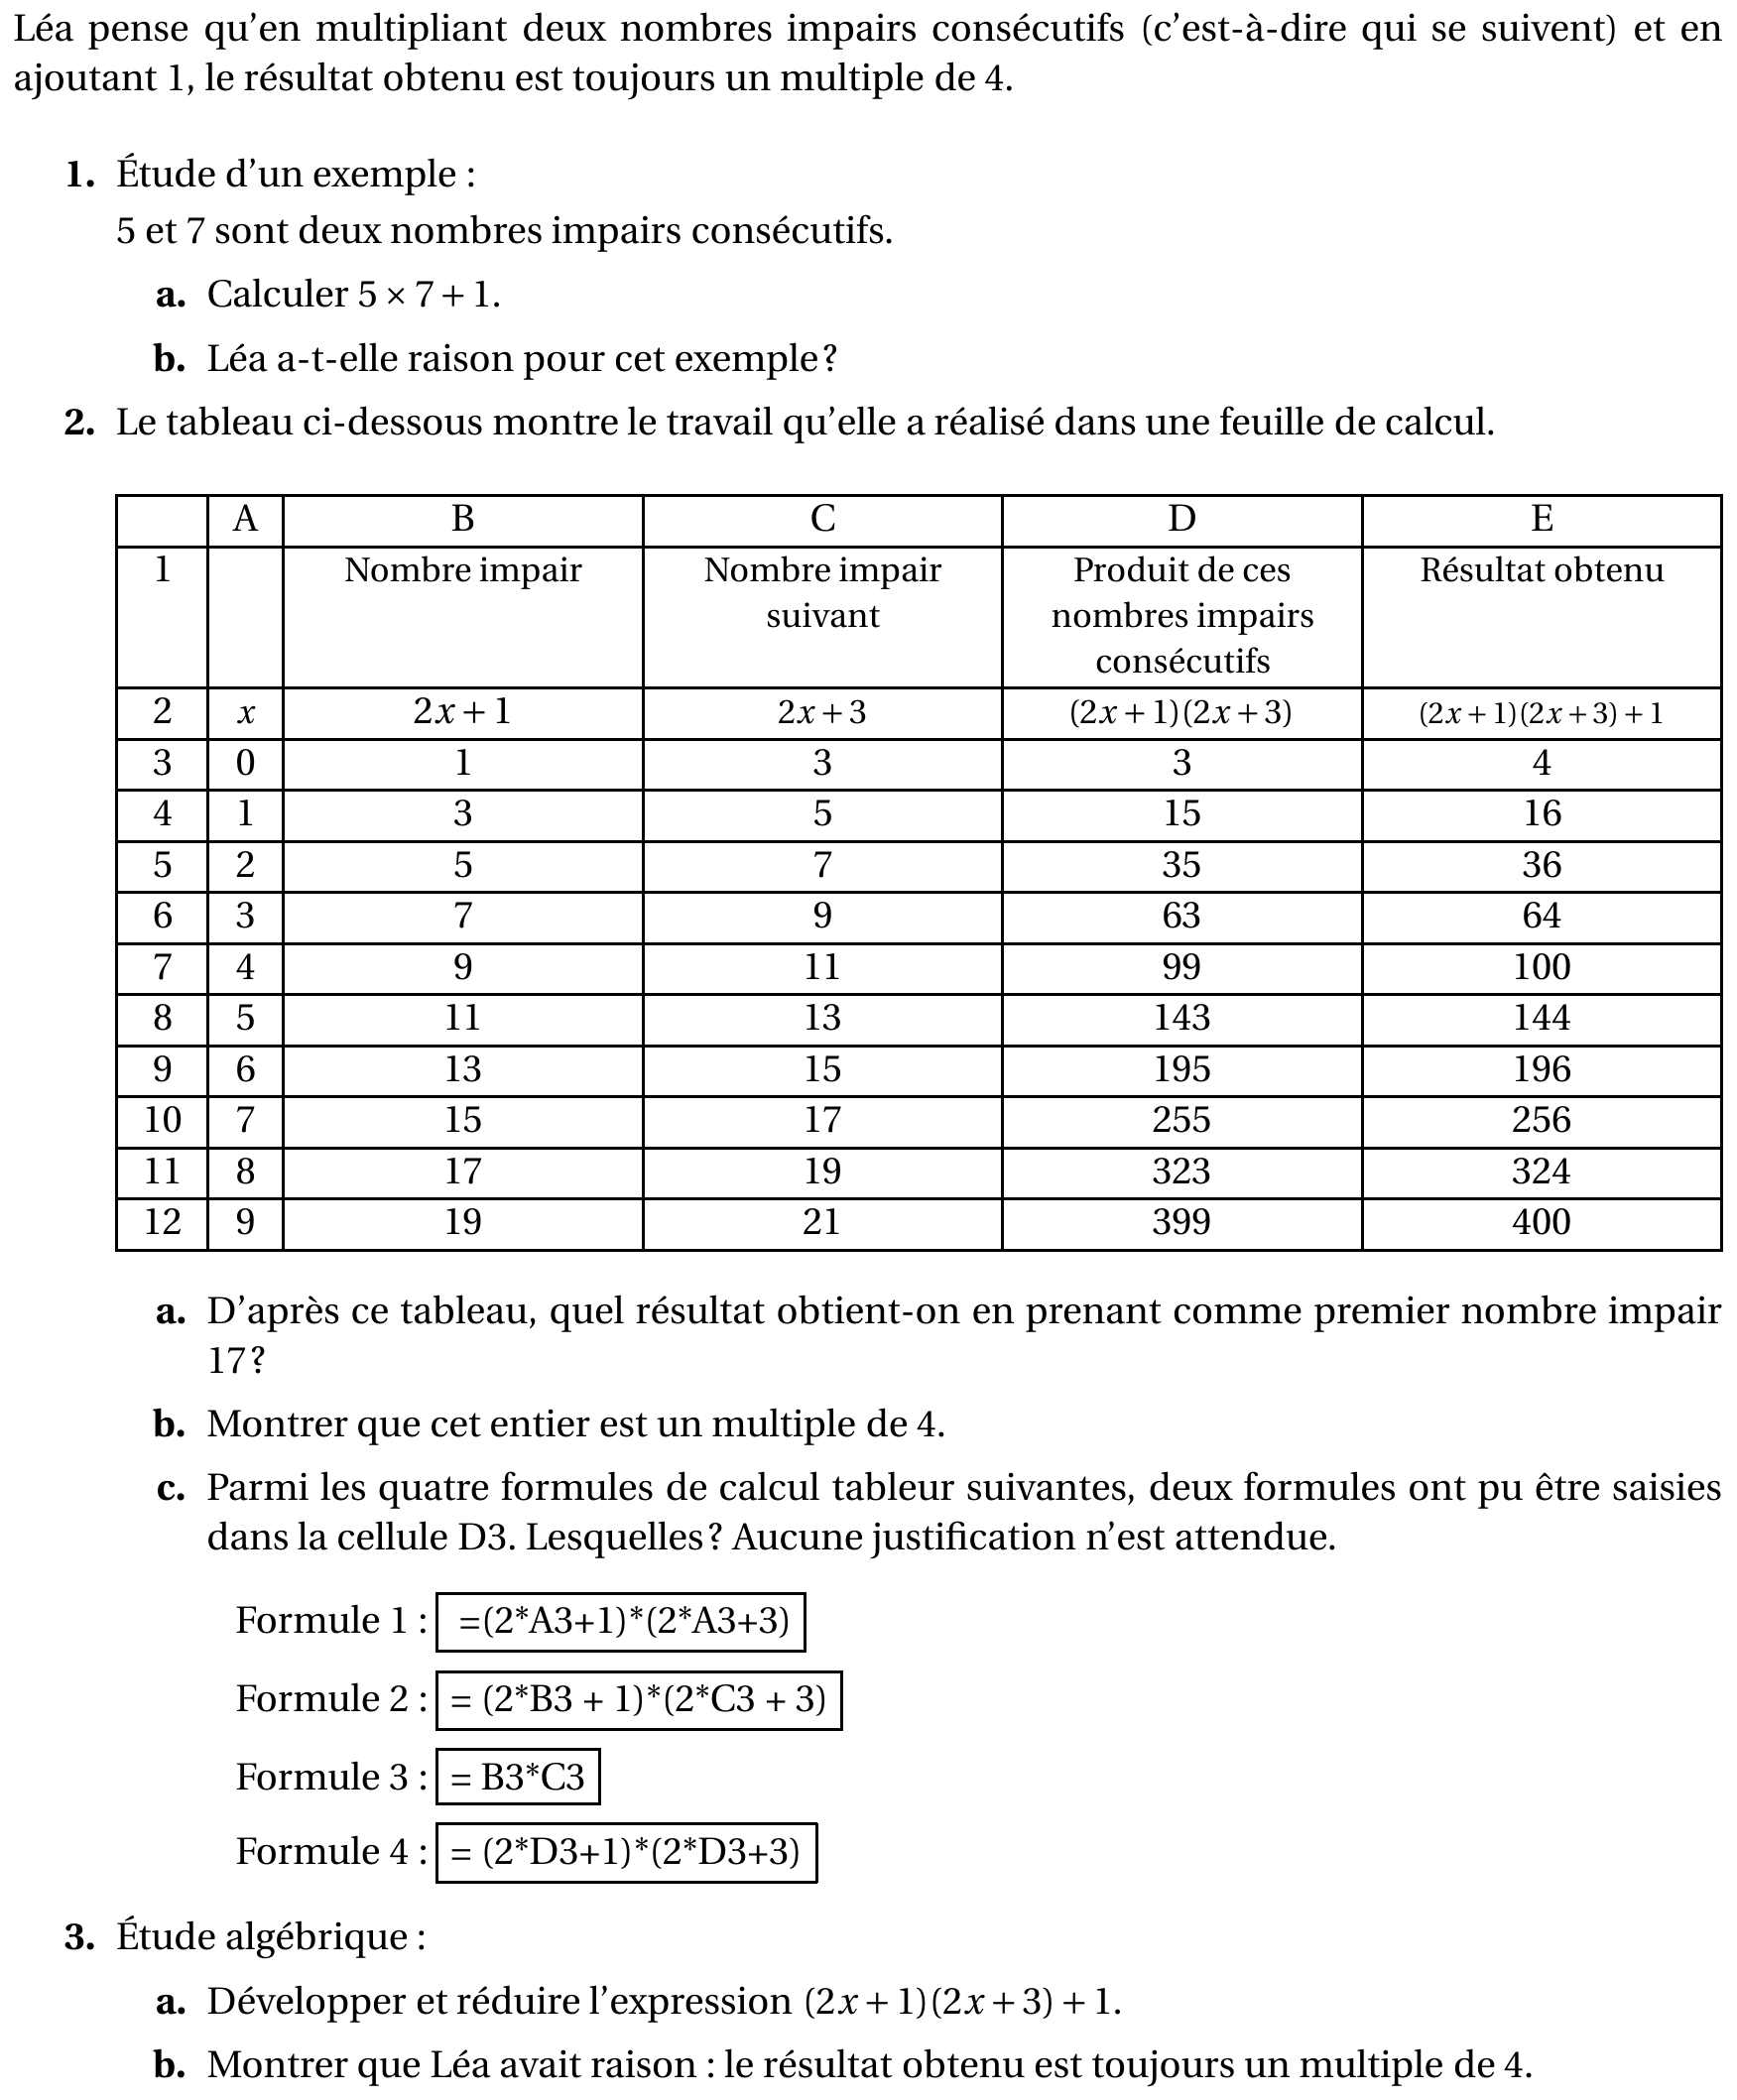 Léa pense qu'en multipliant deux nombres impairs consécutifs (c'est-à-dire qui se suivent) et en
ajoutant 1, le résultat obtenu est toujours un multiple de 4.
1. Étude d'un exemple :
5 et 7 sont deux nombres impairs consécutifs.
a. Calculer 5 × 7 + 1.
b. Léa a-t-elle raison pour cet exemple?
2. Le tableau ci-dessous montre le travail qu'elle a réalisé dans une feuille de calcul.
A B C D E
1 Nombre impair Nombre impair suivant Produit de ces nombres impairs consécutifs Résultat obtenu
2 x 2x + 1 2x + 3 (2x + 1)(2x + 3) (2x + 1)(2x + 3) + 1
3 0 1 3 3 4
4 1 3 5 15 16
5 2 5 7 35 36
6 3 7 9 63 64
7 4 9 11 99 100
8 5 11 13 143 144
9 6 13 15 195 196
10 7 15 17 255 256
11 8 17 19 323 324
12 9 19 21 399 400
a. D'après ce tableau, quel résultat obtient-on en prenant comme premier nombre impair
17?
b. Montrer que cet entier est un multiple de 4.
c. Parmi les quatre formules de calcul tableur suivantes, deux formules ont pu être saisies
dans la cellule D3. Lesquelles? Aucune justification n'est attendue.
Formule 1 : =(2*A3+1)*(2*A3+3)
Formule 2 : = (2*B3 + 1)*(2*C3 + 3)
Formule 3 : = B3*C3
Formule 4 : = (2*D3+1)*(2*D3+3)
3. Étude algébrique :
a. Développer et réduire l'expression (2x + 1)(2x + 3) + 1.
b. Montrer que Léa avait raison : le résultat obtenu est toujours un multiple de 4.